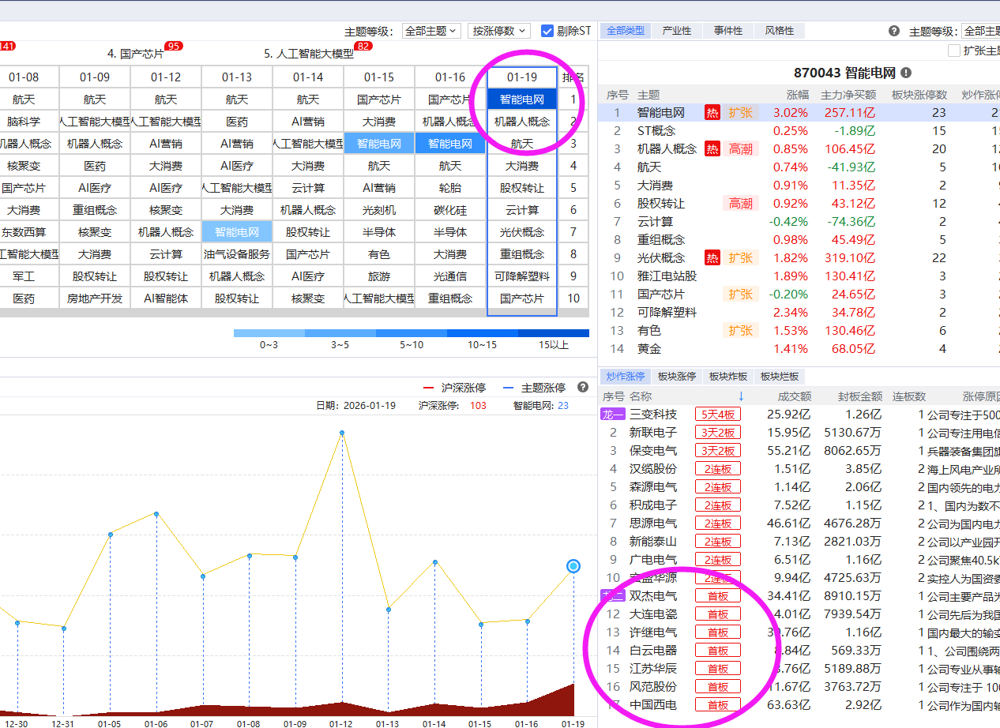 主题等级： 全部主题 按涨停数 剔除ST
141 4. 国产芯片 95 5. 人工智能大模型 82
01-08 01-09 01-12 01-13 01-14 01-15 01-16 01-19 排名
航天 航天 航天 航天 航天 国产芯片 国产芯片 智能电网 1
脑科学 人工智能大模型 人工智能大模型 医药 AI营销 大消费 机器人概念 机器人概念 2
机器人概念 机器人概念 AI营销 AI营销 人工智能大模型 智能电网 智能电网 航天 3
核聚变 医药 大消费 AI医疗 大消费 航天 航天 大消费 4
国产芯片 AI医疗 AI医疗 人工智能大模型 云计算 AI营销 轮胎 股权转让 5
大消费 重组概念 核聚变 大消费 机器人概念 光刻机 碳化硅 云计算 6
东数西算 核聚变 机器人概念 智能电网 股权转让 半导体 半导体 光伏概念 7
工智能大模型 大消费 云计算 油气设备服务 国产芯片 有色 大消费 重组概念 8
军工 股权转让 股权转让 机器人概念 AI医疗 旅游 光通信 可降解塑料 9
医药 房地产开发 AI智能体 股权转让 核聚变 人工智能大模型 重组概念 国产芯片 10
0~3 3~5 5~10 10~15 15以上
沪深涨停 主题涨停 ?
日期： 2026-01-19 沪深涨停： 103 智能电网: 23
12-30 12-31 01-05 01-06 01-07 01-08 01-09 01-12 01-13 01-14 01-15 01-16 01-19
全部类型 产业性 事件性 风格性 ? 主题等级： 全部主
扩张主
870043 智能电网
序号 主题 涨幅 主力净买额 板块涨停数 炒作涨停
1 智能电网 热 扩张 3.02% 257.11亿 23
2 ST概念 0.25% -1.89亿 15
3 机器人概念 热 高潮 0.85% 106.45亿 20
4 航天 0.74% -41.93亿 5
5 大消费 0.91% 11.35亿 2
6 股权转让 高潮 0.92% 43.12亿 12
7 云计算 -0.42% -74.36亿 2
8 重组概念 0.98% 45.49亿 5
9 光伏概念 热 扩张 1.82% 319.10亿 22
10 雅江电站股 1.89% 130.41亿 3
11 国产芯片 扩张 -0.20% 24.65亿 3
12 可降解塑料 2.34% 34.78亿 2
13 有色 扩张 1.53% 130.46亿 6
14 黄金 1.41% 68.05亿 4
炒作涨停 板块涨停 板块炸板 板块烂板
序号 名称 ↓ 成交额 封板金额 连板数 涨停原因
龙一 三变科技 5天4板 25.92亿 1.26亿 1 公司专注于500
2 新联电子 3天2板 15.95亿 5130.67万 1 公司专注用电信
3 保变电气 3天2板 55.21亿 8062.65万 1 兵器装备集团旗
4 汉缆股份 2连板 1.51亿 3.85亿 2 海上风电产业所
5 森源电气 2连板 1.14亿 2.06亿 2 国内领先的电力
6 积成电子 2连板 7.52亿 1.15亿 2 1、国内为数不
7 思源电气 2连板 46.61亿 4676.28万 2 公司为国内电力
8 新能泰山 2连板 7.13亿 2821.03万 2 公司以产业园开
9 广电电气 2连板 6.51亿 1.16亿 2 公司聚焦40.5k
10 华源 2连板 9.94亿 4725.63万 2 实控人为国资委
双杰电气 首板 34.41亿 8910.15万 1 公司主要产品为
12 大连电瓷 首板 4.01亿 7939.54万 1 公司先后为我国
13 许继电气 首板 .76亿 1.16亿 1 国内最大的输变
14 白云电器 首板 .84亿 569.33万 1 1、公司围绕两
15 江苏华辰 首板 .76亿 5189.88万 1 公司专业从事输
16 风范股份 首板 1.67亿 3763.72万 1 公司专注于 100
中国西电 首板 63.63亿 2.92亿 1 公司作为国内输